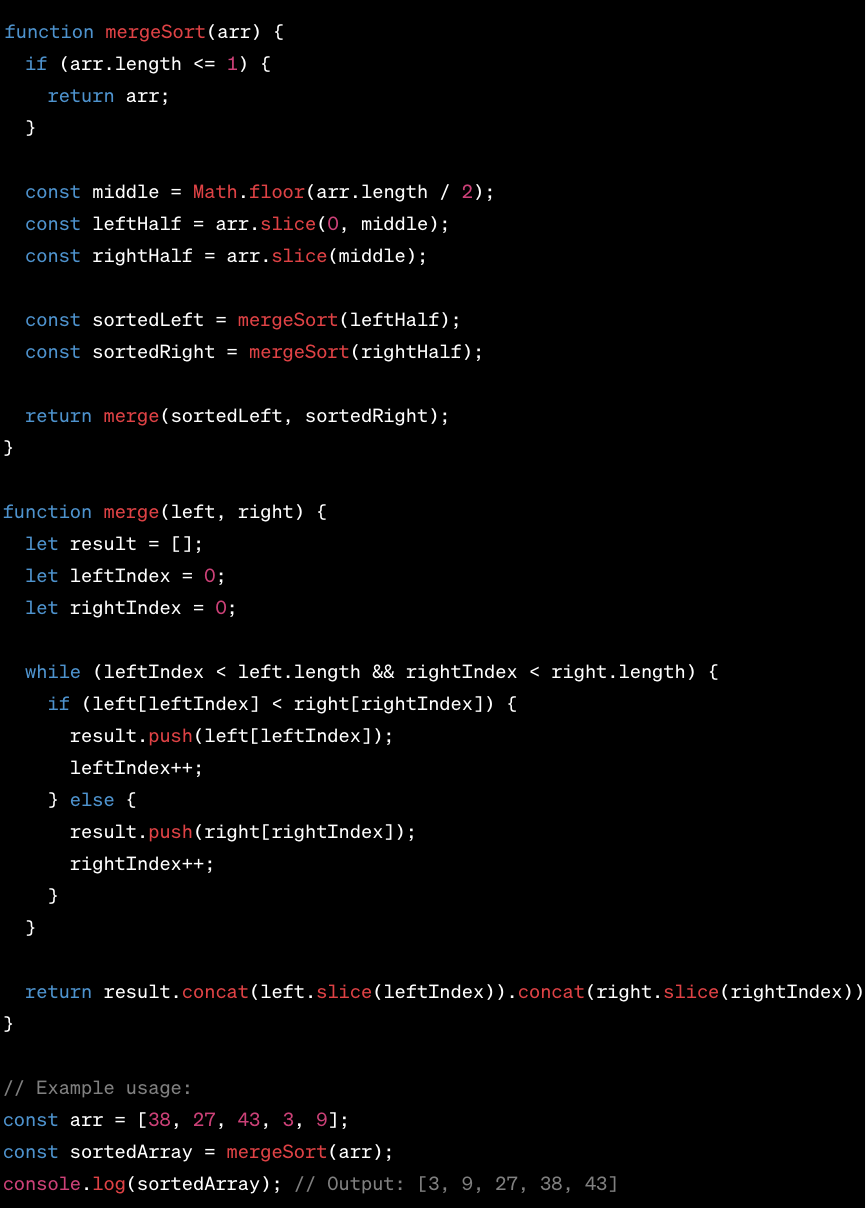 function mergeSort(arr) {
  if (arr.length <= 1) {
    return arr;
  }

  const middle = Math.floor(arr.length / 2);
  const leftHalf = arr.slice(0, middle);
  const rightHalf = arr.slice(middle);

  const sortedLeft = mergeSort(leftHalf);
  const sortedRight = mergeSort(rightHalf);

  return merge(sortedLeft, sortedRight);
}

function merge(left, right) {
  let result = [];
  let leftIndex = 0;
  let rightIndex = 0;

  while (leftIndex < left.length && rightIndex < right.length) {
    if (left[leftIndex] < right[rightIndex]) {
      result.push(left[leftIndex]);
      leftIndex++;
    } else {
      result.push(right[rightIndex]);
      rightIndex++;
    }
  }

  return result.concat(left.slice(leftIndex)).concat(right.slice(rightIndex))
}

// Example usage:
const arr = [38, 27, 43, 3, 9];
const sortedArray = mergeSort(arr);
console.log(sortedArray); // Output: [3, 9, 27, 38, 43]